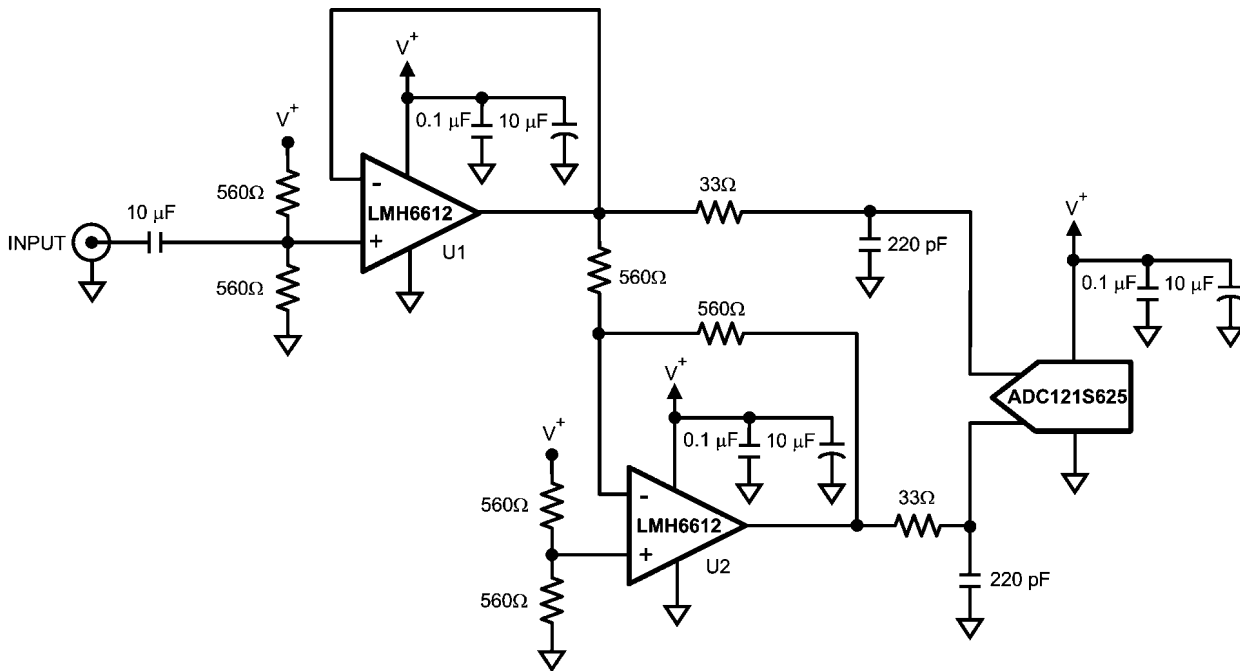 V+
0.1 μF
10 μF
V+
560Ω
-
LMH6612
+
U1
10 μF
INPUT
560Ω
33Ω
220 pF
560Ω
560Ω
V+
0.1 μF
10 μF
ADC121S625
V+
0.1 μF
10 μF
V+
560Ω
-
LMH6612
+
U2
560Ω
33Ω
220 pF